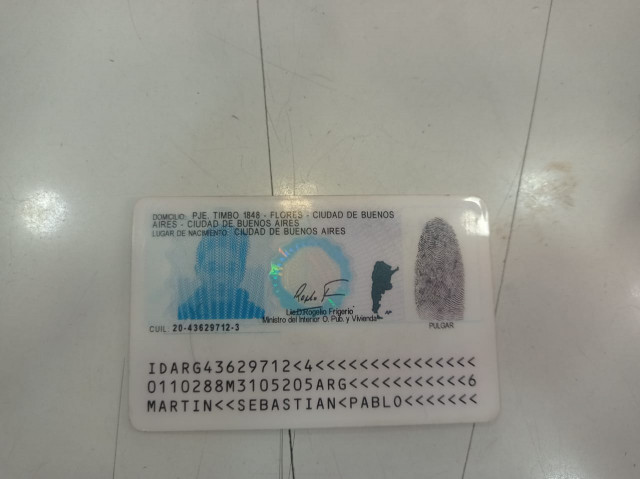 DOMICILIO: PJE. TIMBO 1848 - FLORES - CIUDAD DE BUENOS
AIRES - CIUDAD DE BUENOS AIRES
LUGAR DE NACIMIENTO: CIUDAD DE BUENOS AIRES
Lic.D.Rogelio Frigerio
Ministro del Interior O. Pub. y Vivienda
CUIL: 20-43629712-3
PULGAR
IDARG43629712<4<<<<<<<<<<<<<<<
0110288M3105205ARG<<<<<<<<<<<6
MARTIN<<SEBASTIAN<PABLO<<<<<<<